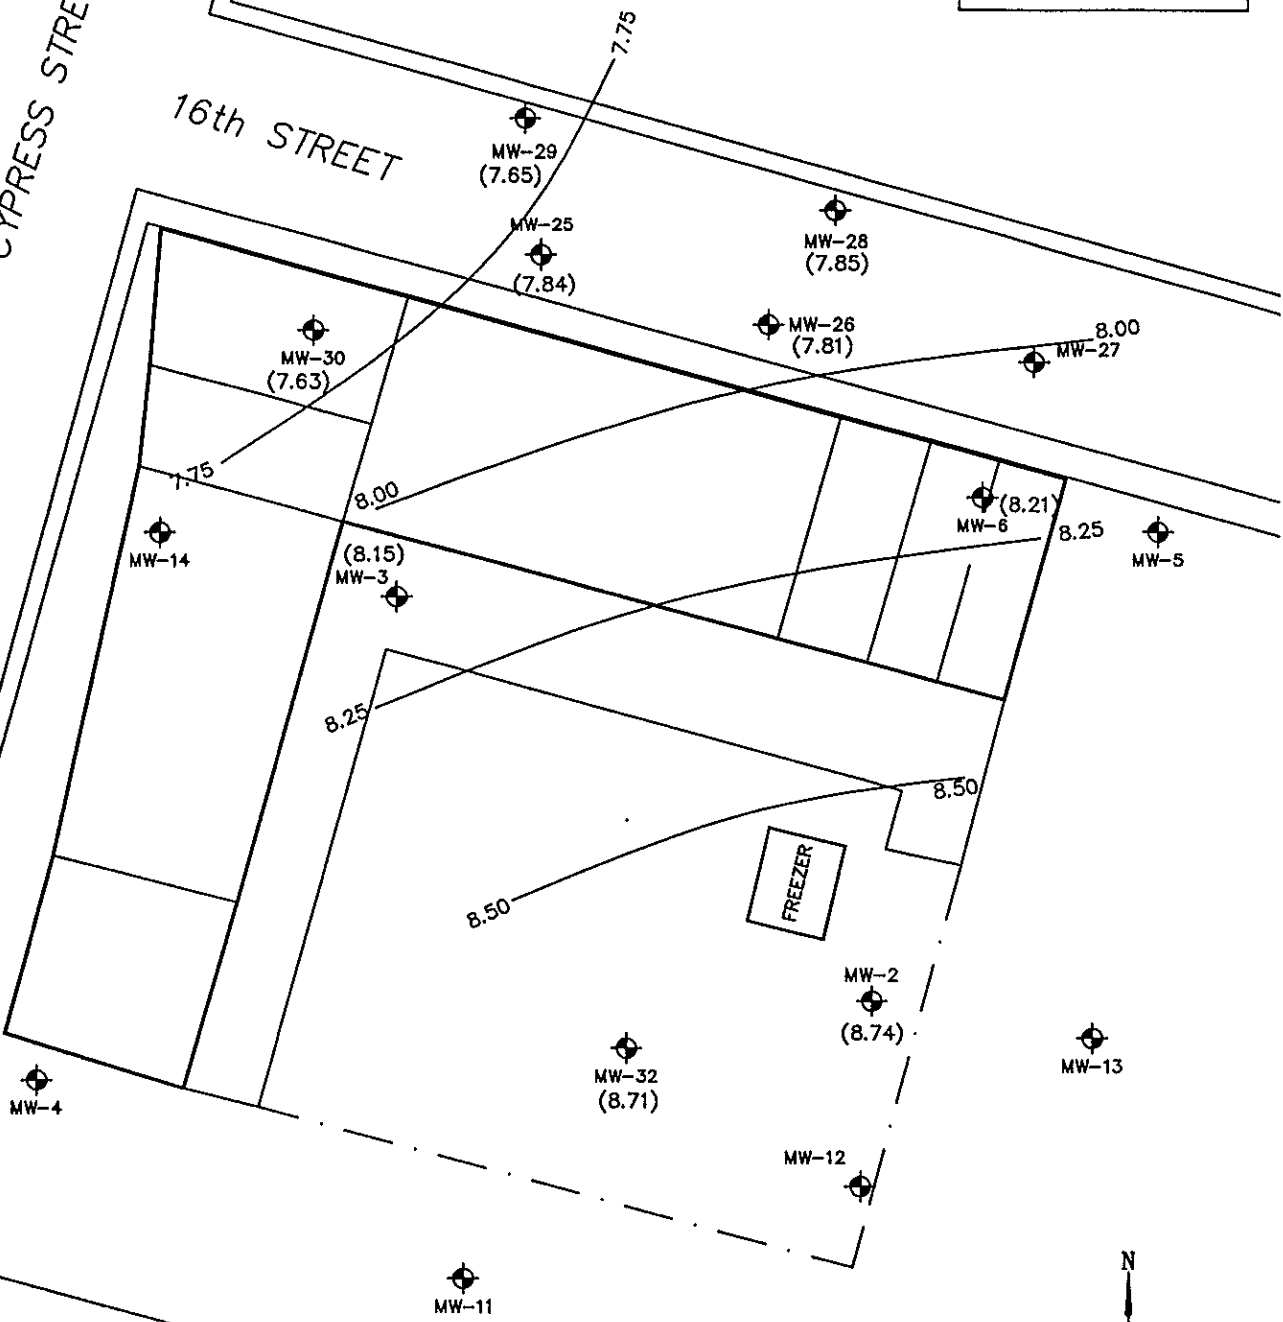 7.75
CYPRESS STRE
16th STREET
MW-29
(7.65)
MW-25
(7.84)
MW-28
(7.85)
MW-26
(7.81)
8.00
MW-27
MW-30
(7.63)
7.75
8.00
MW-6
(8.21)
8.25
MW-5
MW-14
(8.15)
MW-3
8.25
8.50
FREEZER
8.50
MW-2
(8.74)
MW-32
(8.71)
MW-13
MW-4
MW-12
MW-11
N